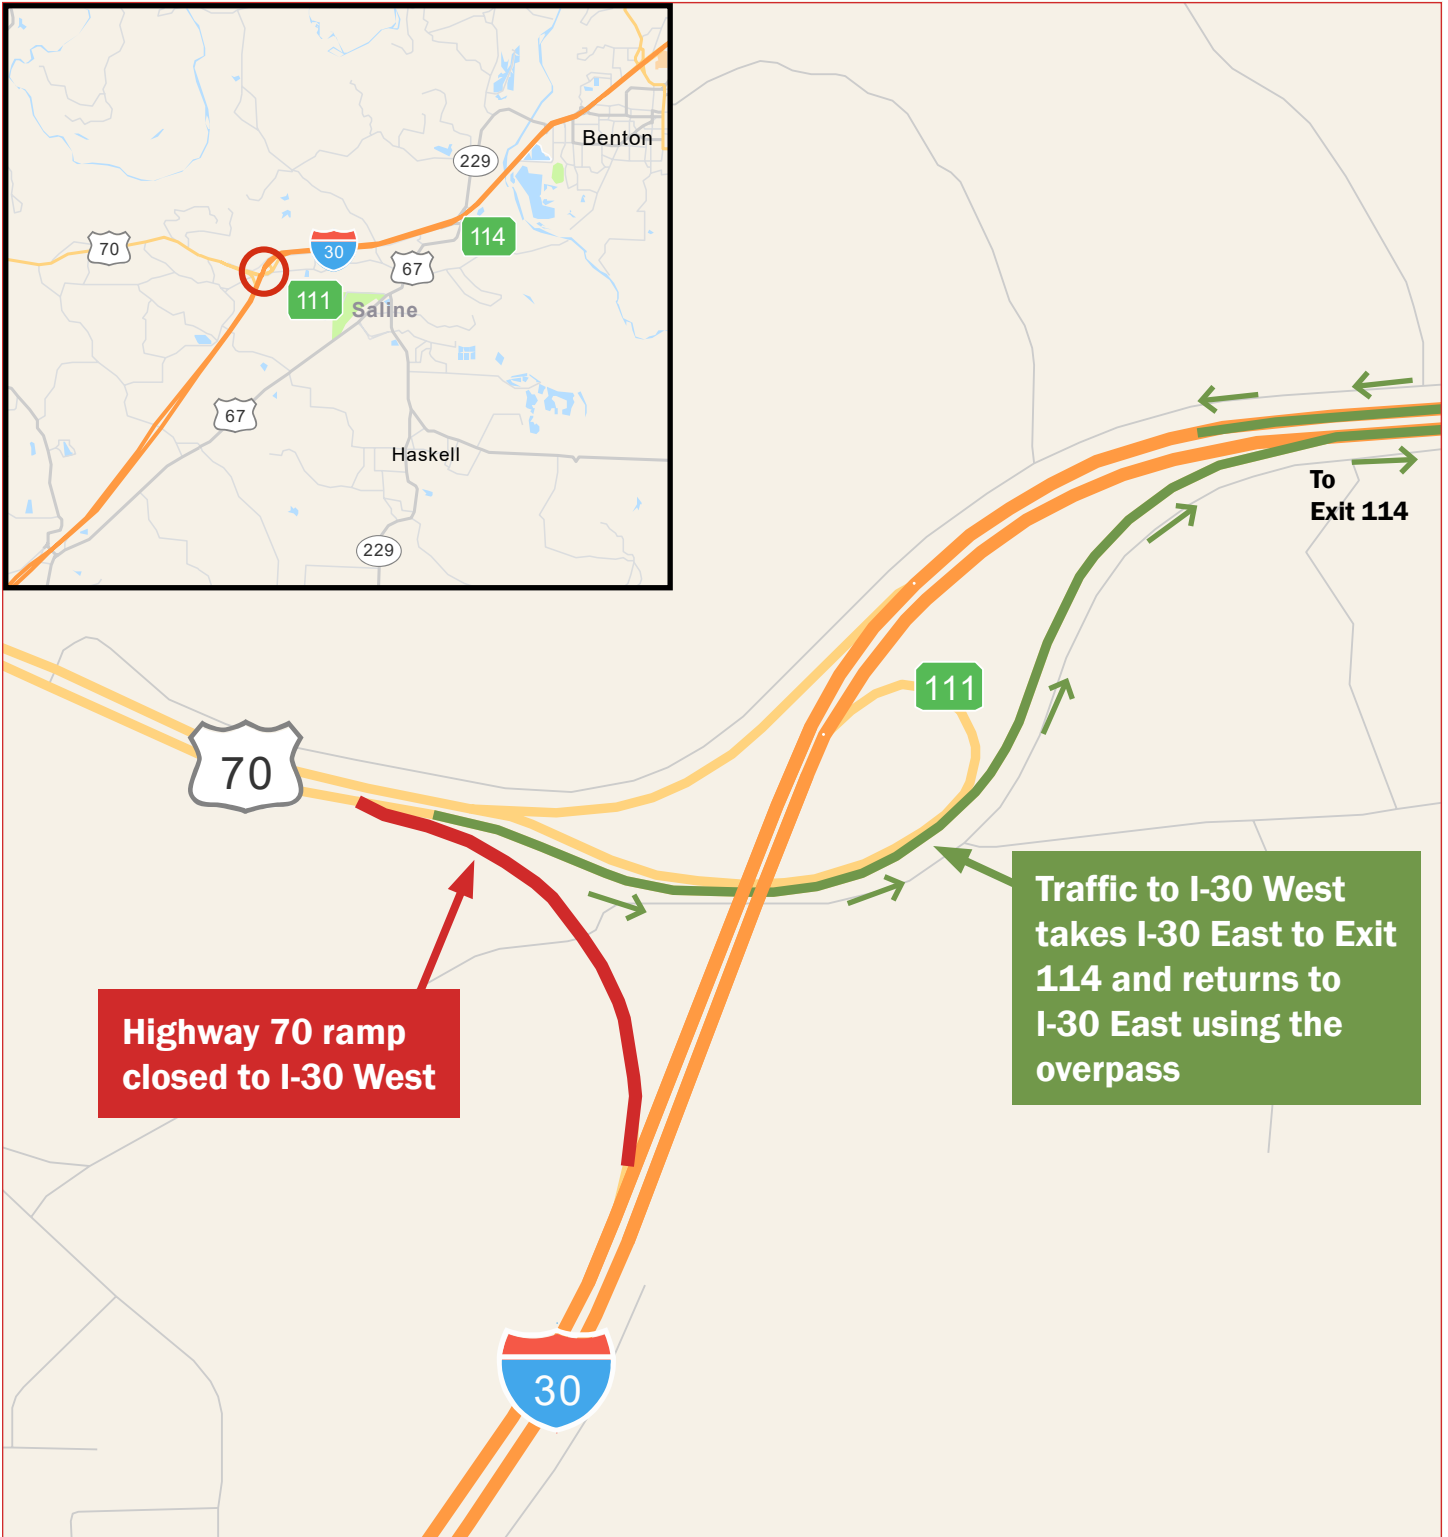 Benton
229
114
70
30
67
111
Saline
67
Haskell
229
To
Exit 114
111
70
Traffic to I-30 West
takes I-30 East to Exit
114 and returns to
I-30 East using the
overpass
Highway 70 ramp
closed to I-30 West
30